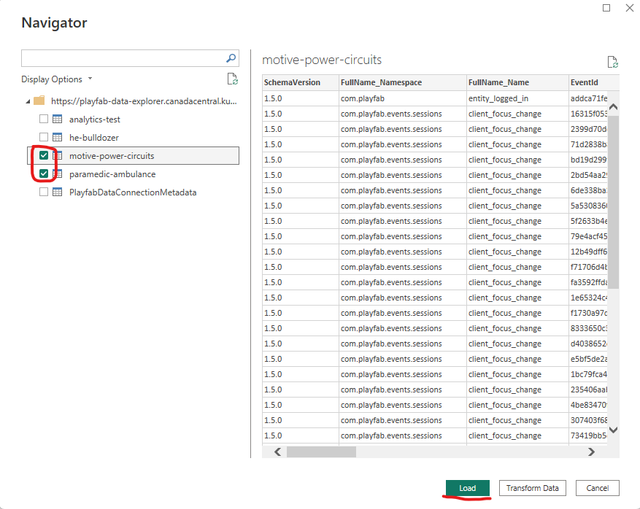 Navigator
Display Options
https://playfab-data-explorer.canadacentral.ku...
analytics-test
he-bulldozer
motive-power-circuits
paramedic-ambulance
PlayfabDataConnectionMetadata
motive-power-circuits
SchemaVersion FullName_Namespace FullName_Name EventId
1.5.0 com.playfab entity_logged_in addca71fe
1.5.0 com.playfab.events.sessions client_focus_change 16315f053
1.5.0 com.playfab.events.sessions client_focus_change 2399d70d
1.5.0 com.playfab.events.sessions client_focus_change 71d2838b
1.5.0 com.playfab.events.sessions client_focus_change bd19d299
1.5.0 com.playfab.events.sessions client_focus_change 2bd54aa29
1.5.0 com.playfab.events.sessions client_focus_change 6de338ba
1.5.0 com.playfab.events.sessions client_focus_change 5a530836
1.5.0 com.playfab.events.sessions client_focus_change 5f2633b4e
1.5.0 com.playfab.events.sessions client_focus_change 79e4acf45
1.5.0 com.playfab.events.sessions client_focus_change 12b49dff6
1.5.0 com.playfab.events.sessions client_focus_change f71706d4b
1.5.0 com.playfab.events.sessions client_focus_change fa3592ffd
1.5.0 com.playfab.events.sessions client_focus_change 1e65324c4
1.5.0 com.playfab.events.sessions client_focus_change f1730a97d
1.5.0 com.playfab.events.sessions client_focus_change 8333650c
1.5.0 com.playfab.events.sessions client_focus_change d4038652
1.5.0 com.playfab.events.sessions client_focus_change e5bf5de2a
1.5.0 com.playfab.events.sessions client_focus_change 1bc79fca4
1.5.0 com.playfab.events.sessions client_focus_change 235406aa
1.5.0 com.playfab.events.sessions client_focus_change 4be83470
1.5.0 com.playfab.events.sessions client_focus_change 307403f68
1.5.0 com.playfab.events.sessions client_focus_change 73419bb5
Load Transform Data Cancel